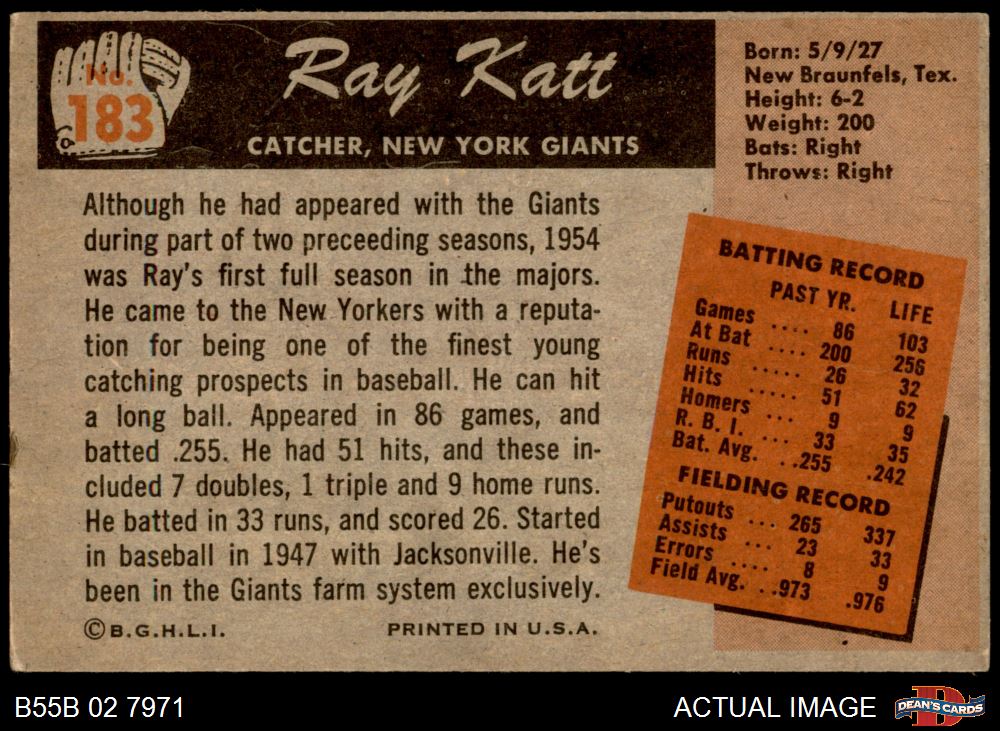 No.
183
Ray Katt
CATCHER, NEW YORK GIANTS
Born: 5/9/27
New Braunfels, Tex.
Height: 6-2
Weight: 200
Bats: Right
Throws: Right
Although he had appeared with the Giants
during part of two preceeding seasons, 1954
was Ray's first full season in the majors.
He came to the New Yorkers with a reputa-
tion for being one of the finest young
catching prospects in baseball. He can hit
a long ball. Appeared in 86 games, and
batted .255. He had 51 hits, and these in-
cluded 7 doubles, 1 triple and 9 home runs.
He batted in 33 runs, and scored 26. Started
in baseball in 1947 with Jacksonville. He's
been in the Giants farm system exclusively.
© B.G.H.L.I. PRINTED IN U.S.A.
BATTING RECORD
PAST YR. LIFE
Games .... 86 103
At Bat .... 200 256
Runs ..... 26 32
Hits ..... 51 62
Homers ... 9 9
R. B. I. ... 33 35
Bat. Avg. ..255 .242
FIELDING RECORD
Putouts ... 265 337
Assists ... 23 33
Errors .... 8 9
Field Avg. ..973 .976
B55B 02 7971
ACTUAL IMAGE
DEAN'S CARDS